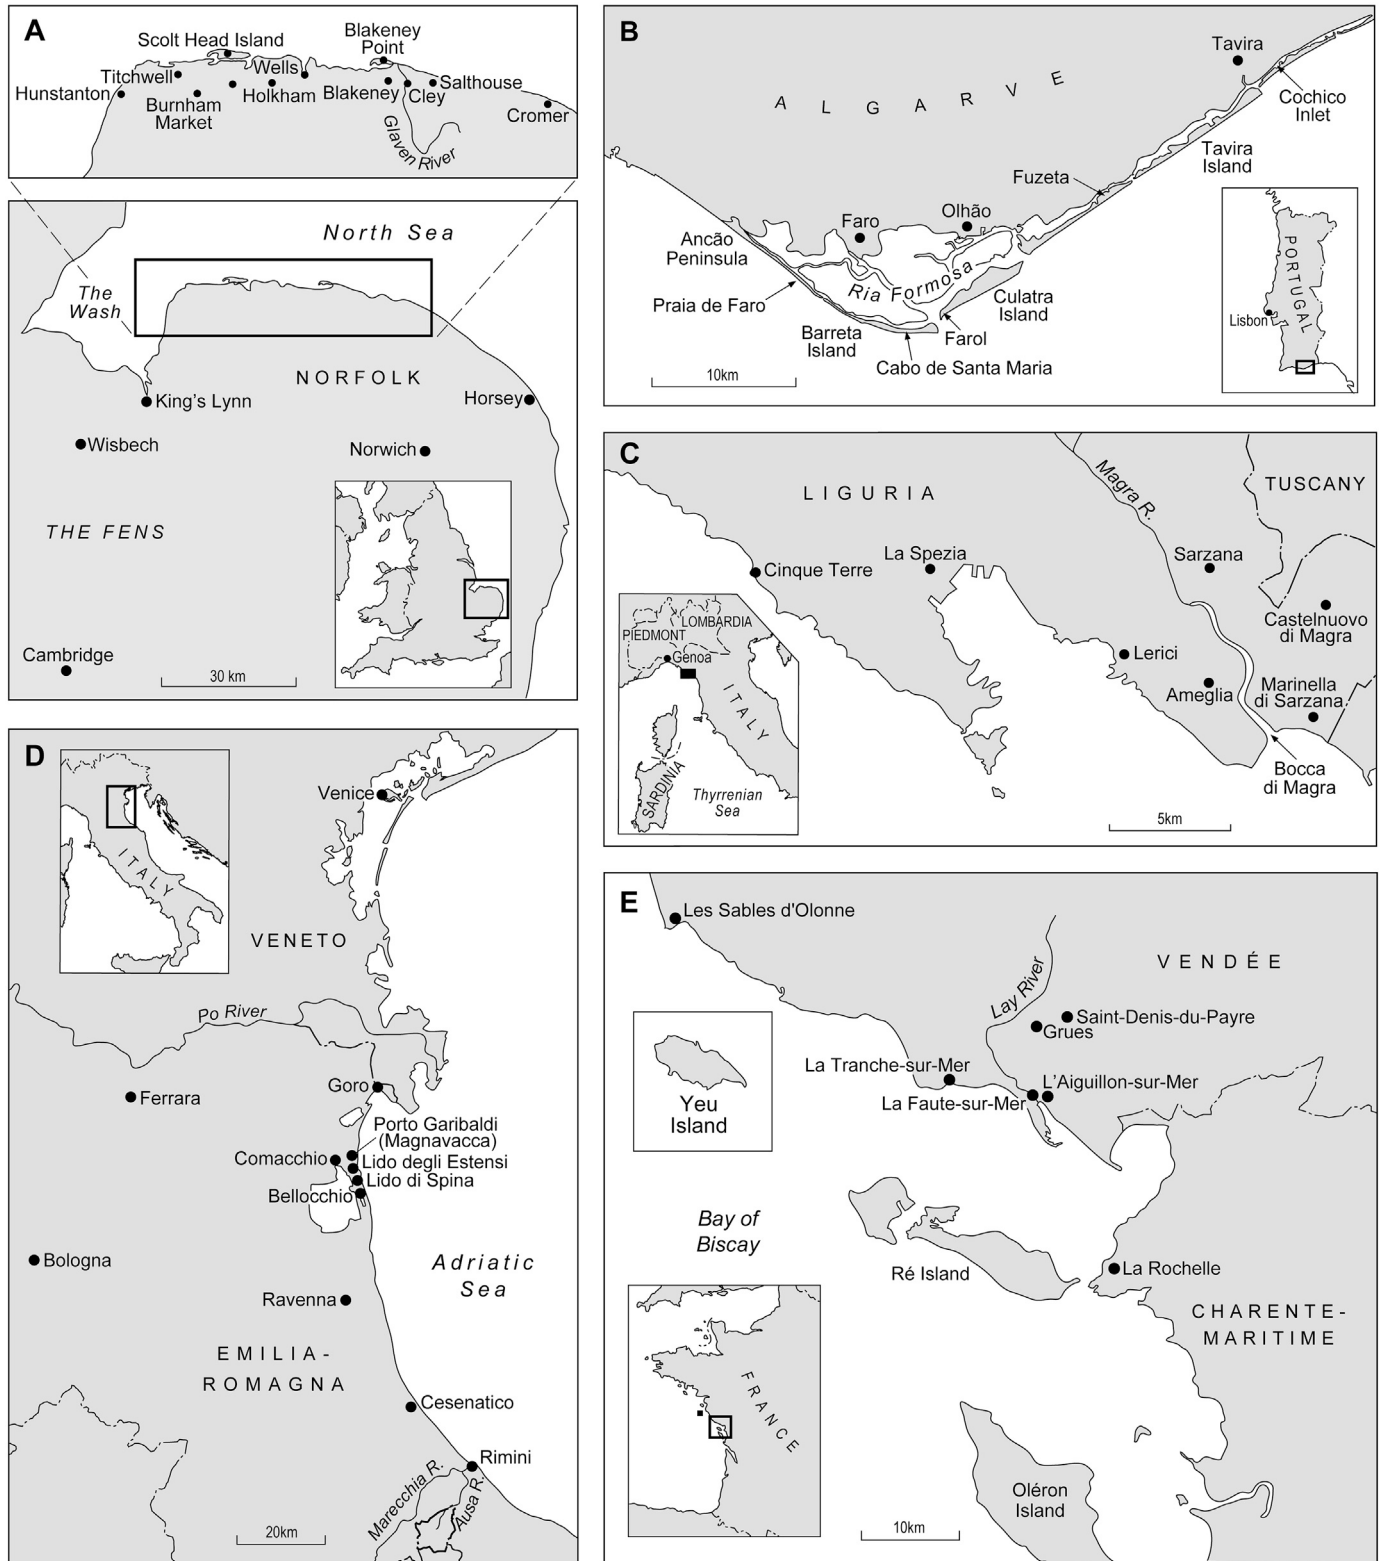 A
Scolt Head Island
Blakeney
Point
Titchwell
Wells
Salthouse
Hunstanton
Burnham
Market
Holkham
Blakeney
Cley
Cromer
Glaven River
North Sea
The
Wash
NORFOLK
King's Lynn
Horsey
Wisbech
Norwich
THE FENS
Cambridge
30 km
B
Tavira
ALGARVE
Cochico
Inlet
Tavira
Island
Fuzeta
Olhão
Faro
Ancão
Peninsula
Ria Formosa
Praia de Faro
Culatra
Island
Barreta
Island
Farol
Cabo de Santa Maria
10km
PORTUGAL
Lisbon
C
LIGURIA
Magra R.
TUSCANY
La Spezia
Sarzana
Cinque Terre
Castelnuovo
di Magra
Lerici
Ameglia
Marinella
di Sarzana
Bocca
di Magra
5km
LOMBARDIA
PIEDMONT
Genoa
ITALY
SARDINIA
Thyrrenian
Sea
D
ITALY
Venice
VENETO
Po River
Goro
Ferrara
Porto Garibaldi
(Magnavacca)
Comacchio
Lido degli Estensi
Lido di Spina
Bellocchio
Bologna
Adriatic
Sea
Ravenna
EMILIA-
ROMAGNA
Cesenatico
Rimini
Marecchia R.
Ausa R.
20km
E
Les Sables d'Olonne
VENDÉE
Lay River
Saint-Denis-du-Payre
Grues
La Tranche-sur-Mer
L'Aiguillon-sur-Mer
La Faute-sur-Mer
Yeu
Island
Bay of
Biscay
Ré Island
La Rochelle
CHARENTE-
MARITIME
FRANCE
Oléron
Island
10km